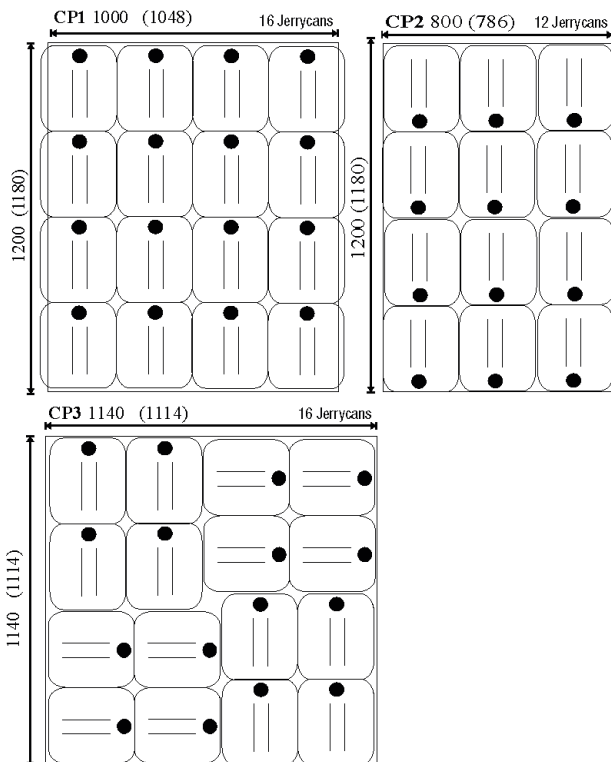 CP1 1000 (1048) 16 Jerrycans
1200 (1180)
CP2 800 (786) 12 Jerrycans
1200 (1180)
CP3 1140 (1114) 16 Jerrycans
1140 (1114)